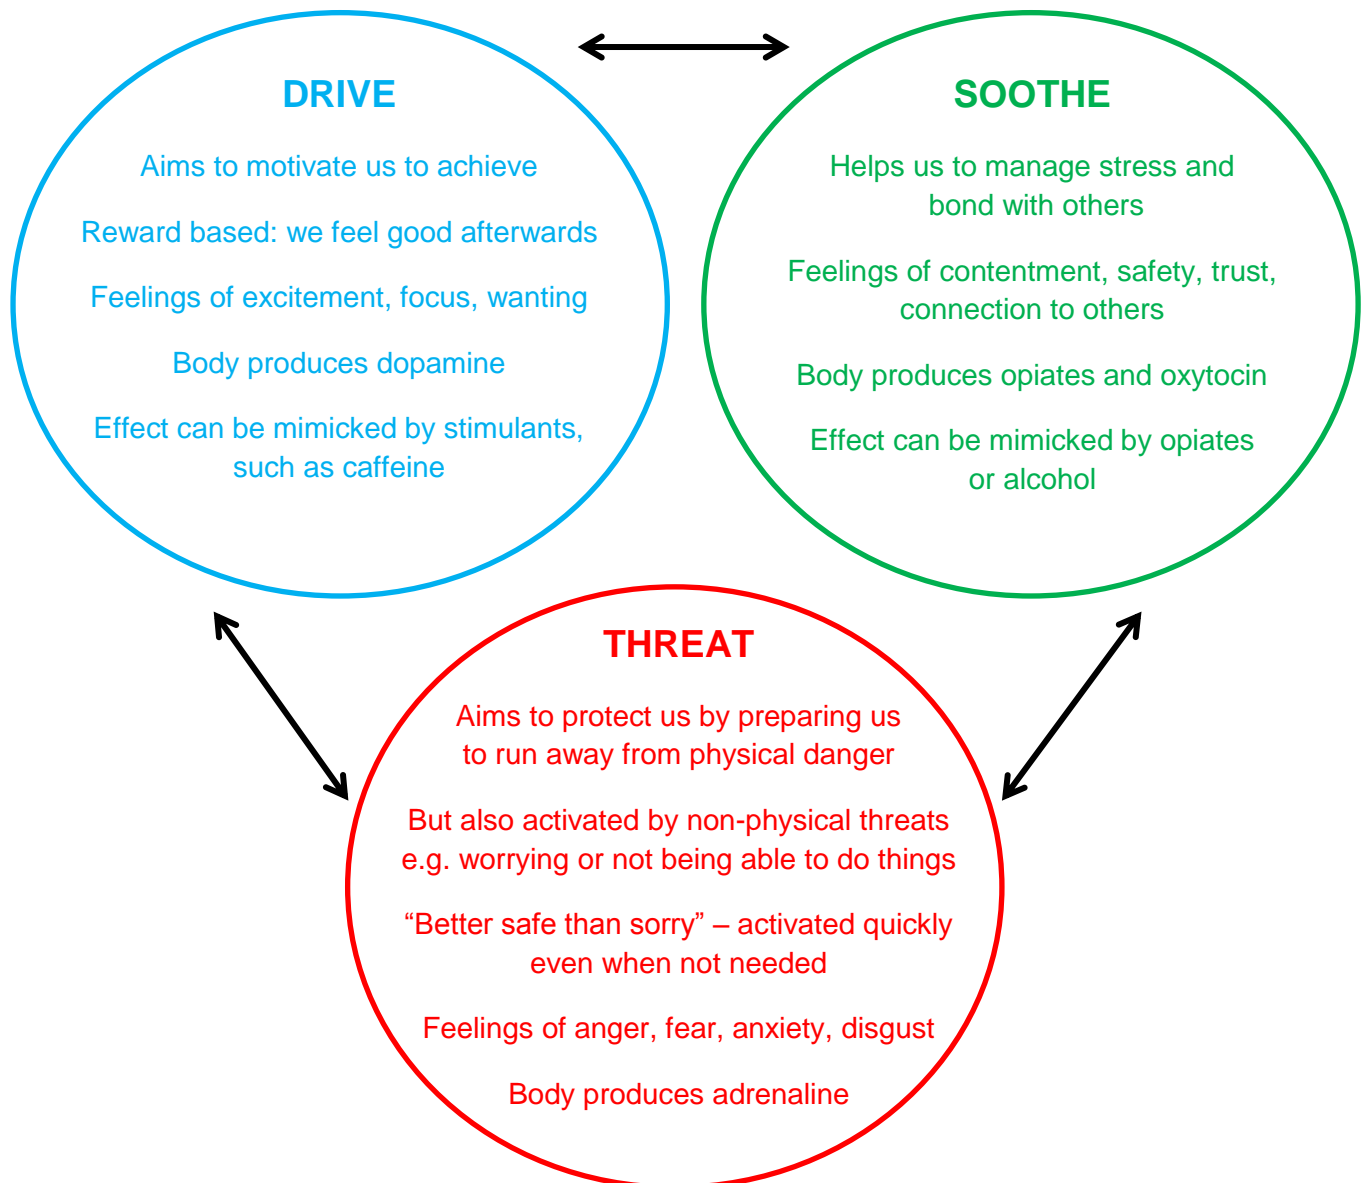 DRIVE
Aims to motivate us to achieve
Reward based: we feel good afterwards
Feelings of excitement, focus, wanting
Body produces dopamine
Effect can be mimicked by stimulants,
such as caffeine
SOOTHE
Helps us to manage stress and
bond with others
Feelings of contentment, safety, trust,
connection to others
Body produces opiates and oxytocin
Effect can be mimicked by opiates
or alcohol
THREAT
Aims to protect us by preparing us
to run away from physical danger
But also activated by non-physical threats
e.g. worrying or not being able to do things
“Better safe than sorry” – activated quickly
even when not needed
Feelings of anger, fear, anxiety, disgust
Body produces adrenaline